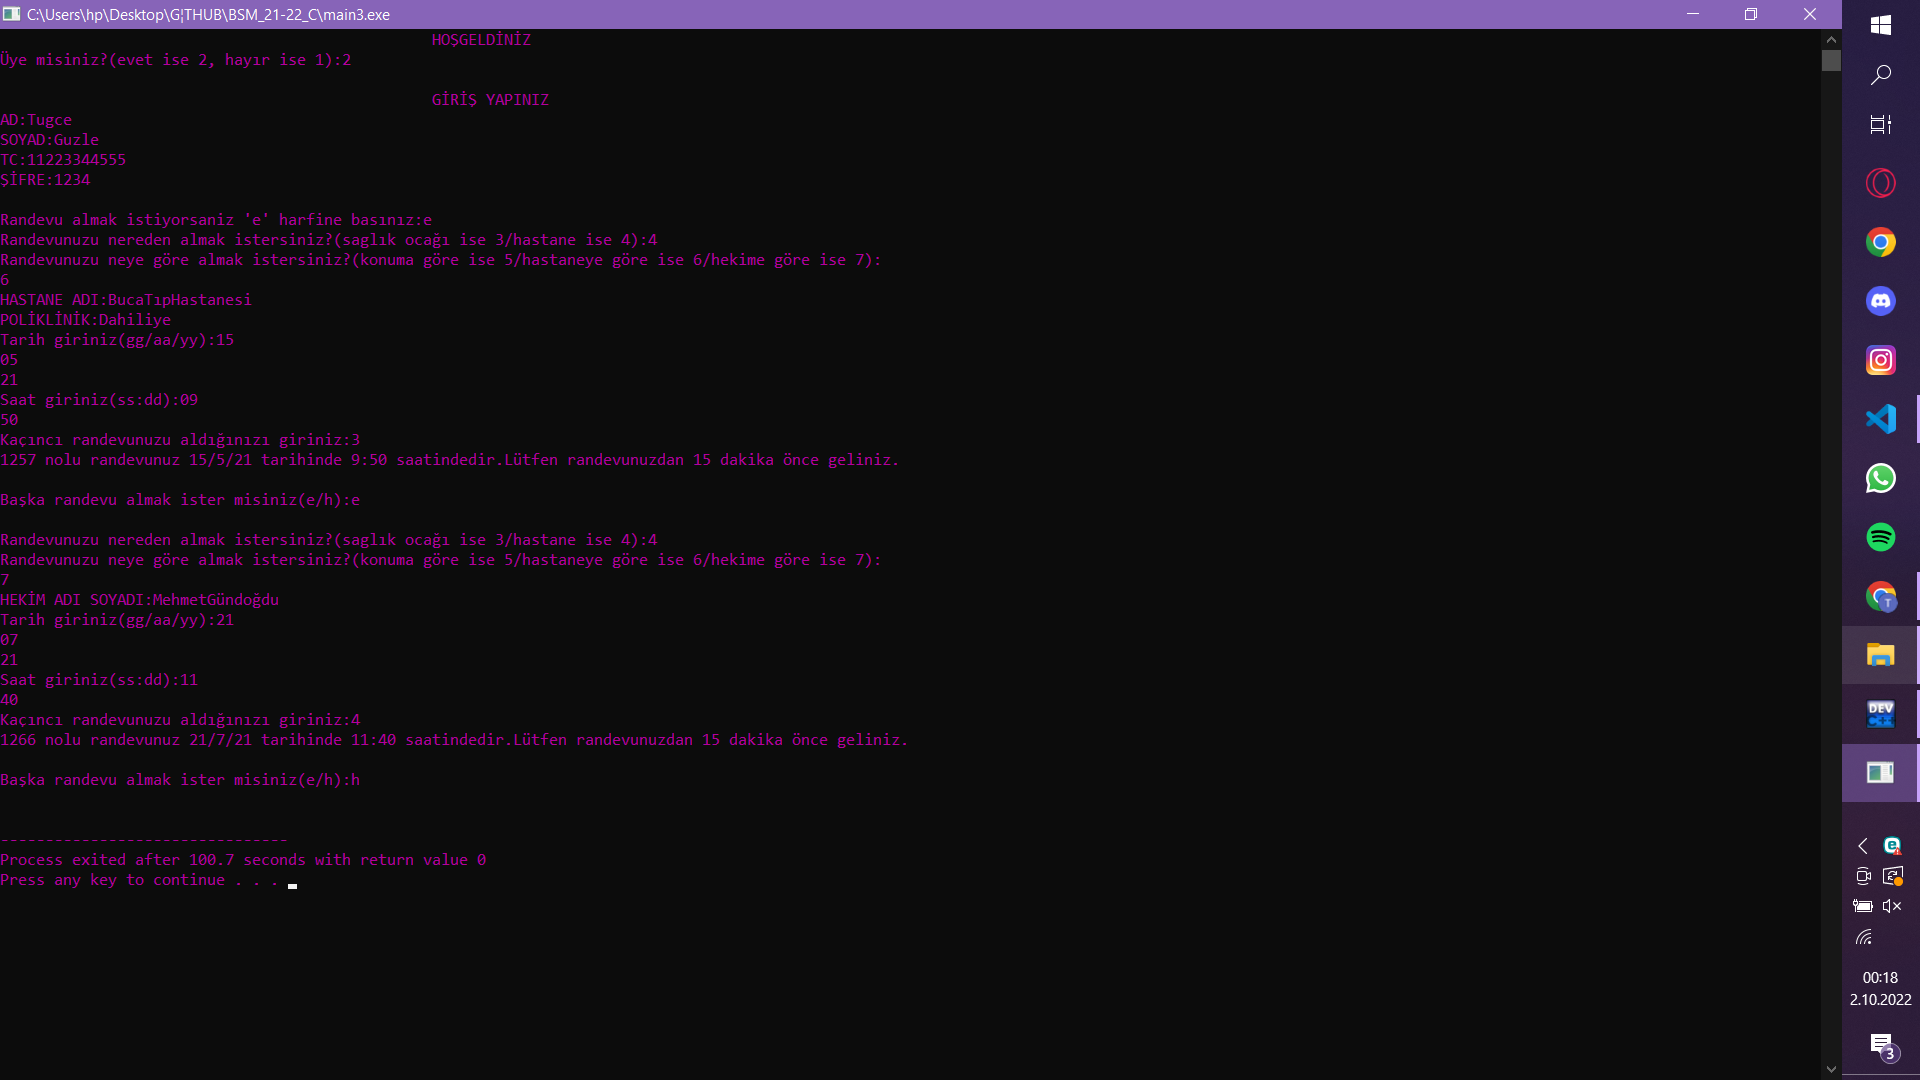 C:\Users\hp\Desktop\G¦THUB\BSM_21-22_C\main3.exe
HOŞGELDİNİZ
Üye misiniz?(evet ise 2, hayır ise 1):2
GİRİŞ YAPINIZ
AD:Tugce
SOYAD:Guzle
TC:11223344555
ŞİFRE:1234
Randevu almak istiyorsaniz 'e' harfine basınız:e
Randevunuzu nereden almak istersiniz?(saglık ocağı ise 3/hastane ise 4):4
Randevunuzu neye göre almak istersiniz?(konuma göre ise 5/hastaneye göre ise 6/hekime göre ise 7):
6
HASTANE ADI:BucaTıpHastanesi
POLİKLİNİK:Dahiliye
Tarih giriniz(gg/aa/yy):15
05
21
Saat giriniz(ss:dd):09
50
Kaçıncı randevunuzu aldığınızı giriniz:3
1257 nolu randevunuz 15/5/21 tarihinde 9:50 saatindedir.Lütfen randevunuzdan 15 dakika önce geliniz.
Başka randevu almak ister misiniz(e/h):e
Randevunuzu nereden almak istersiniz?(saglık ocağı ise 3/hastane ise 4):4
Randevunuzu neye göre almak istersiniz?(konuma göre ise 5/hastaneye göre ise 6/hekime göre ise 7):
7
HEKİM ADI SOYADI:MehmetGündoğdu
Tarih giriniz(gg/aa/yy):21
07
21
Saat giriniz(ss:dd):11
40
Kaçıncı randevunuzu aldığınızı giriniz:4
1266 nolu randevunuz 21/7/21 tarihinde 11:40 saatindedir.Lütfen randevunuzdan 15 dakika önce geliniz.
Başka randevu almak ister misiniz(e/h):h
--------------------------------
Process exited after 100.7 seconds with return value 0
Press any key to continue . . .
T
DEV
C++
00:18
2.10.2022
3